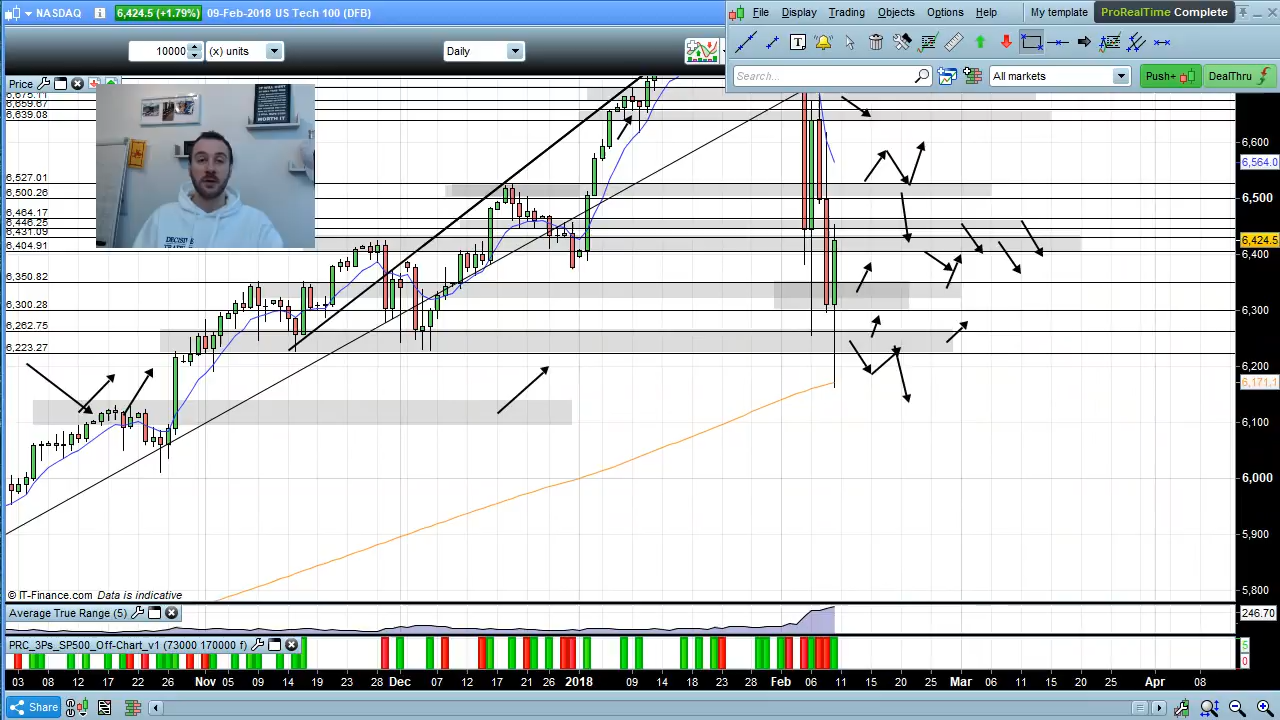 NASDAQ 6,424.5 (+1.79%) 09-Feb-2018 US Tech 100 (DFB)
File Display Trading Objects Options Help My template ProRealTime Complete
10000 (x) units Daily
Search... All markets Push+ DealThru
Price
6,659.67
6,639.08
6,527.01
6,500.26
6,464.17
6,446.25
6,431.09
6,404.91
6,350.82
6,300.28
6,262.75
6,223.27
6,600
6,564.0
6,500
6,424.5
6,400
6,300
6,200
6,171.1
6,100
6,000
5,900
5,800
WORTH IT
© IT-Finance.com Data is indicative
Average True Range (5) 246.70
PRC_3Ps_SP500_Off-Chart_v1 (73000 170000 f) 5
0
03 08 12 17 22 26 Nov 05 09 14 19 23 28 Dec 07 12 17 21 26 2018 09 14 18 23 28 Feb 06 11 15 20 25 Mar 06 11 15 20 25 Apr 08
Share